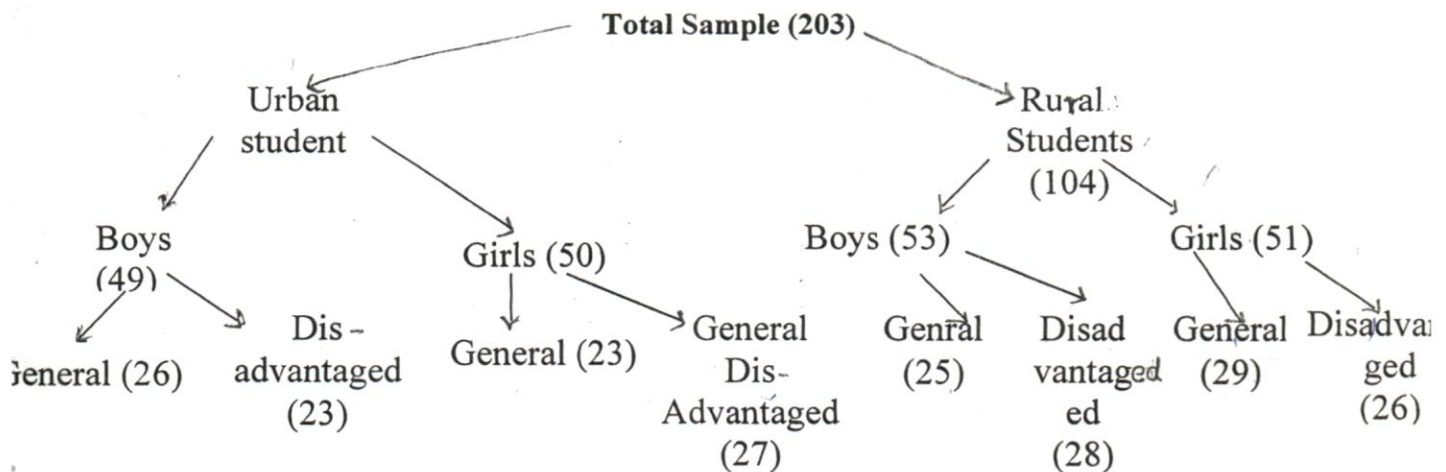 Total Sample (203)
Urban
student
Rural
Students
(104)
Boys
(49)
Girls (50)
Boys (53)
Girls (51)
General (26)
Dis-
advantaged
(23)
General (23)
General
Dis-
Advantaged
(27)
Genral
(25)
Disad
vantaged
ed
(28)
General
(29)
Disadva
ged
(26)